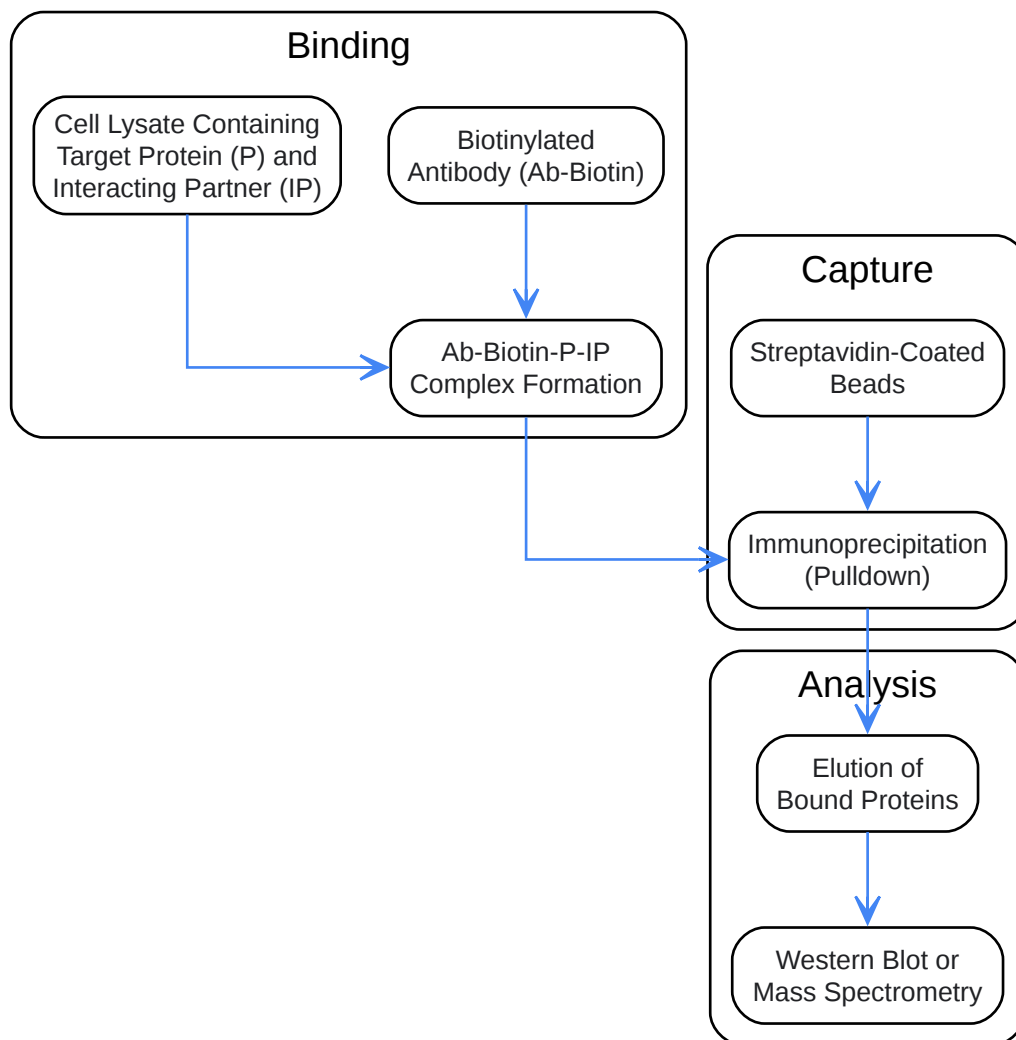 Binding
Cell Lysate Containing
Target Protein (P) and
Interacting Partner (IP)
Biotinylated
Antibody (Ab-Biotin)
Ab-Biotin-P-IP
Complex Formation
Capture
Streptavidin-Coated
Beads
Immunoprecipitation
(Pulldown)
Analysis
Elution of
Bound Proteins
Western Blot or
Mass Spectrometry